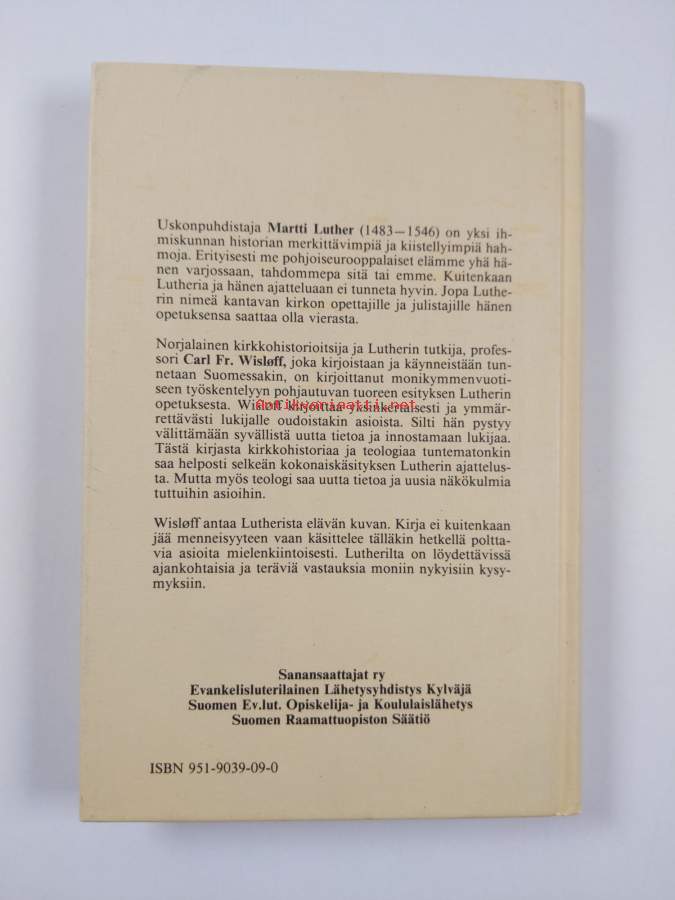 Uskonpuhdistaja Martti Luther (1483—1546) on yksi ih-
miskunnan historian merkittävimpiä ja kiistellyimpiä hah-
moja. Erityisesti me pohjoiseurooppalaiset elämme yhä hä-
nen varjossaan, tahdommepa sitä tai emme. Kuitenkaan
Lutheria ja hänen ajatteluaan ei tunneta hyvin. Jopa Luthe-
rin nimeä kantavan kirkon opettajille ja julistajille hänen
opetuksensa saattaa olla vierasta.
Norjalainen kirkkohistorioitsija ja Lutherin tutkija, profes-
sori Carl Fr. Wisløff, joka kirjoistaan ja käynneistään tun-
netaan Suomessakin, on kirjoittanut monikymmenvuoti-
seen työskentelyyn pohjautuvan tuoreen esityksen Lutherin
opetuksesta. Wisløff kirjoittaa yksinkertaisesti ja ymmär-
rettävästi lukijalle oudoistakin asioista. Silti hän pystyy
välittämään syvällistä uutta tietoa ja innostamaan lukijaa.
Tästä kirjasta kirkkohistoriaa ja teologiaa tuntematonkin
saa helposti selkeän kokonaiskäsityksen Lutherin ajattelus-
ta. Mutta myös teologi saa uutta tietoa ja uusia näkökulmia
tuttuihin asioihin.
Wisløff antaa Lutherista elävän kuvan. Kirja ei kuitenkaan
jää menneisyyteen vaan käsittelee tälläkin hetkellä poltta-
via asioita mielenkiintoisesti. Lutherilta on löydettävissä
ajankohtaisia ja teräviä vastauksia moniin nykyisiin kysy-
myksiin.
Sanansaattajat ry
Evankelisluterilainen Lähetysyhdistys Kylväjä
Suomen Ev.lut. Opiskelija- ja Koululaislähetys
Suomen Raamattuopiston Säätiö
ISBN 951-9039-09-0